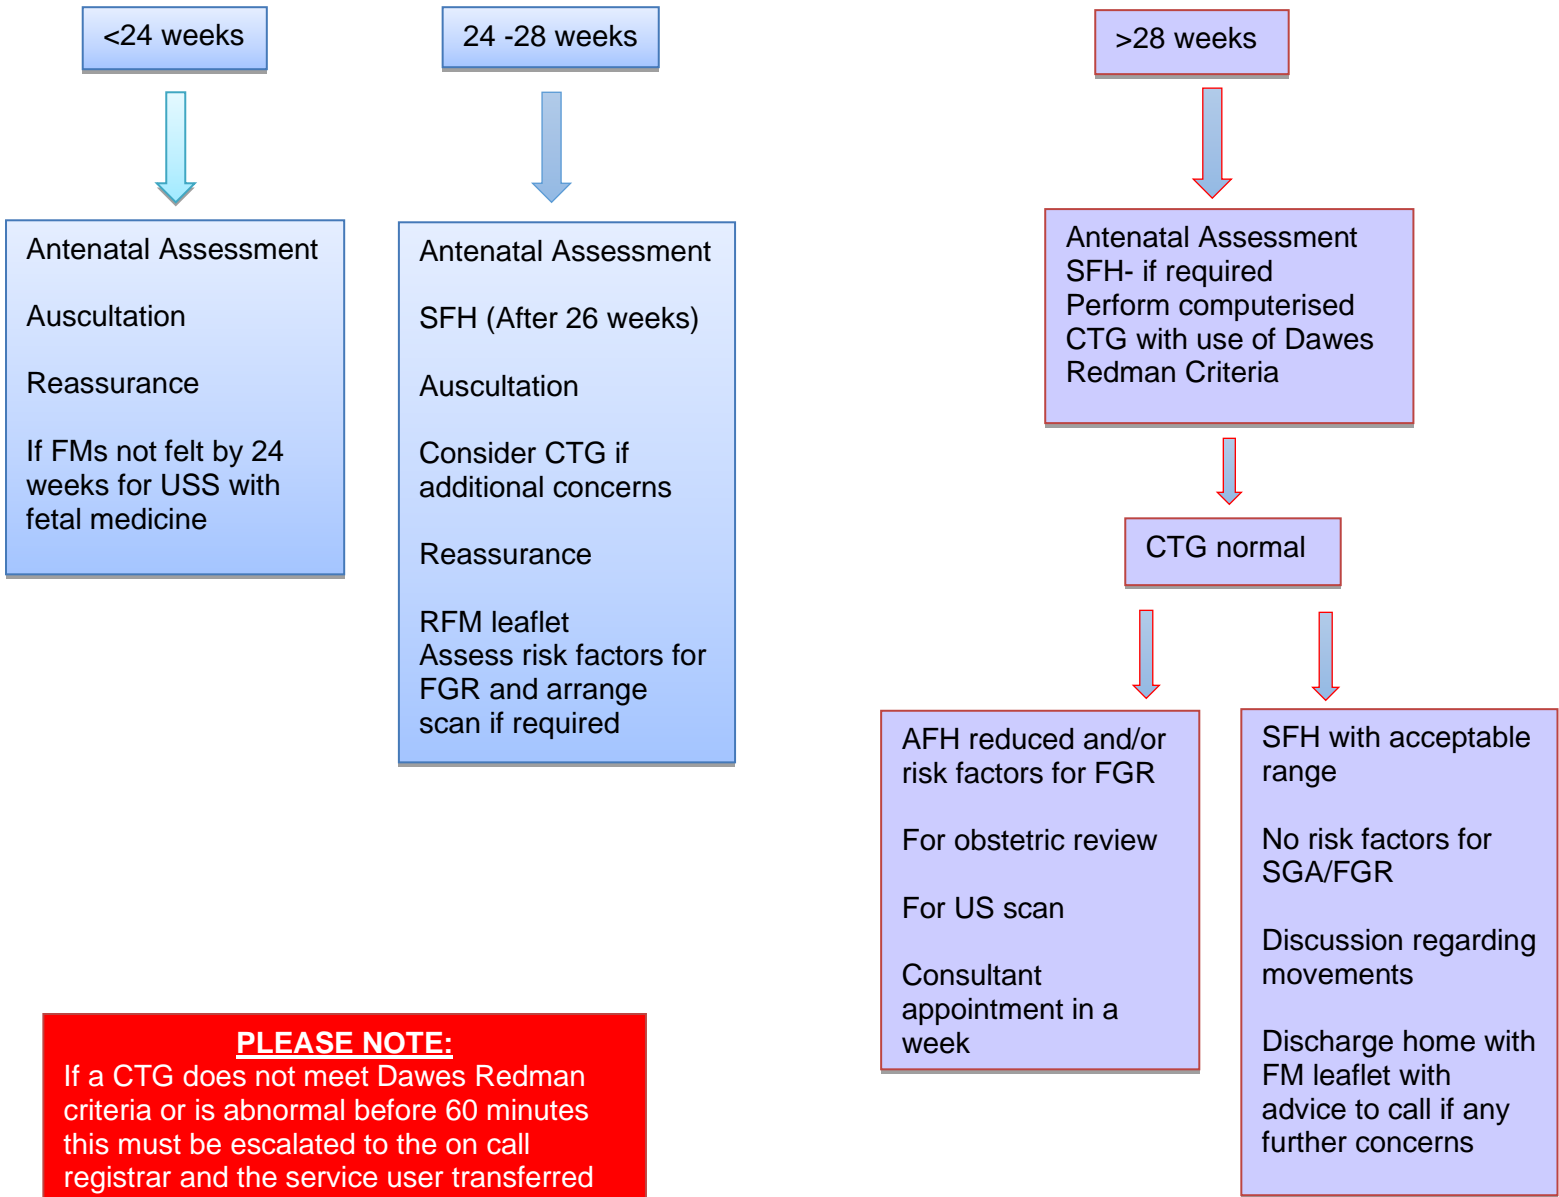 <24 weeks
Antenatal Assessment
Auscultation
Reassurance
If FMs not felt by 24
weeks for USS with
fetal medicine
24 -28 weeks
Antenatal Assessment
SFH (After 26 weeks)
Auscultation
Consider CTG if
additional concerns
Reassurance
RFM leaflet
Assess risk factors for
FGR and arrange
scan if required
>28 weeks
Antenatal Assessment
SFH- if required
Perform computerised
CTG with use of Dawes
Redman Criteria
CTG normal
AFH reduced and/or
risk factors for FGR
For obstetric review
For US scan
Consultant
appointment in a
week
SFH with acceptable
range
No risk factors for
SGA/FGR
Discussion regarding
movements
Discharge home with
FM leaflet with
advice to call if any
further concerns
PLEASE NOTE:
If a CTG does not meet Dawes Redman
criteria or is abnormal before 60 minutes
this must be escalated to the on call
registrar and the service user transferred